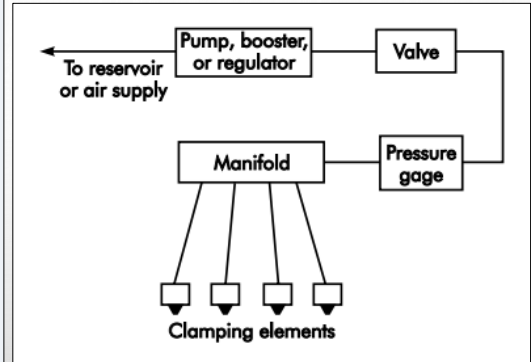 Pump, booster,
or regulator
Valve
To reservoir
or air supply
Manifold
Pressure
gage
Clamping elements